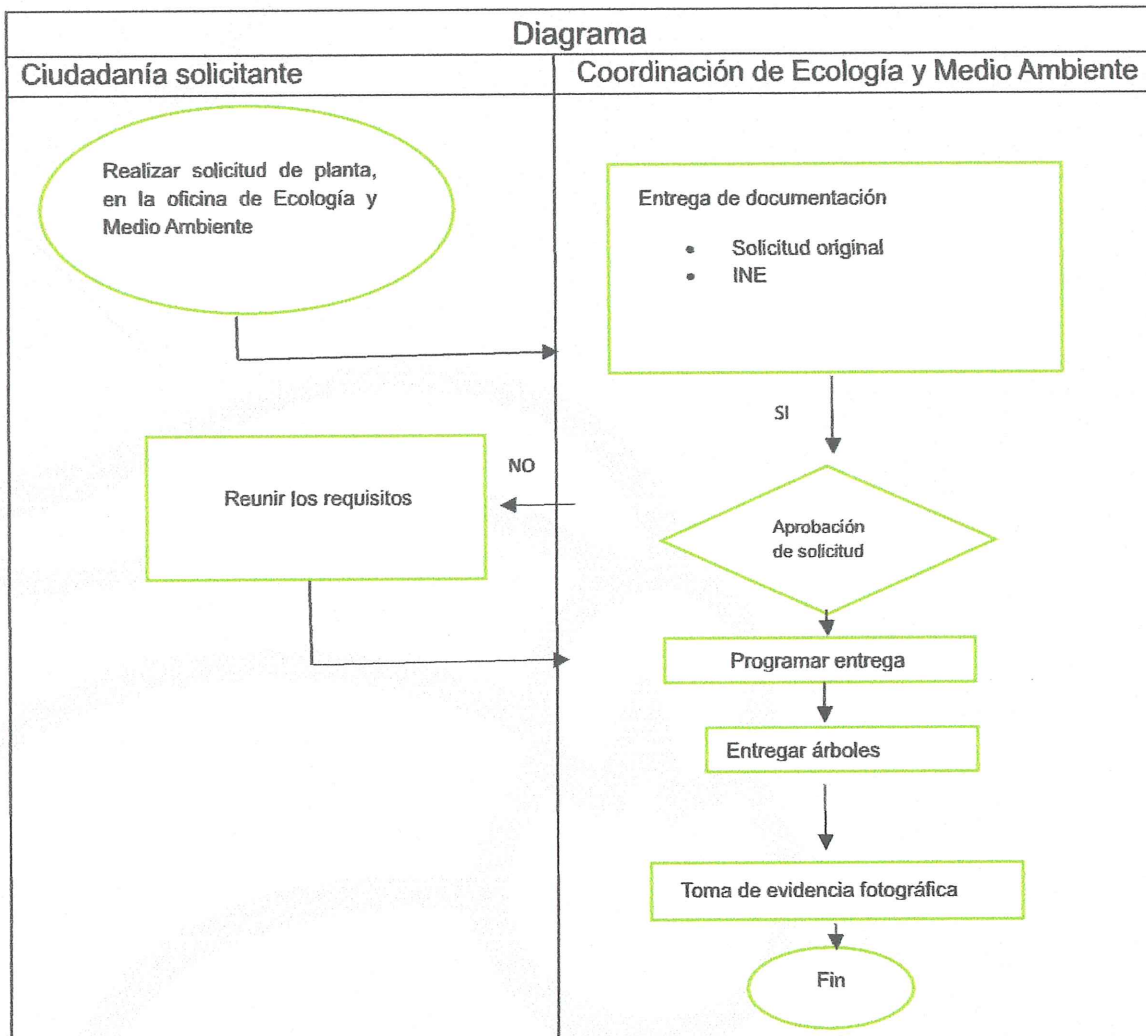 Diagrama
Ciudadanía solicitante
Coordinación de Ecología y Medio Ambiente
Realizar solicitud de planta,
en la oficina de Ecología y
Medio Ambiente
Entrega de documentación
• Solicitud original
• INE
SI
NO
Reunir los requisitos
Aprobación
de solicitud
Programar entrega
Entregar árboles
Toma de evidencia fotográfica
Fin